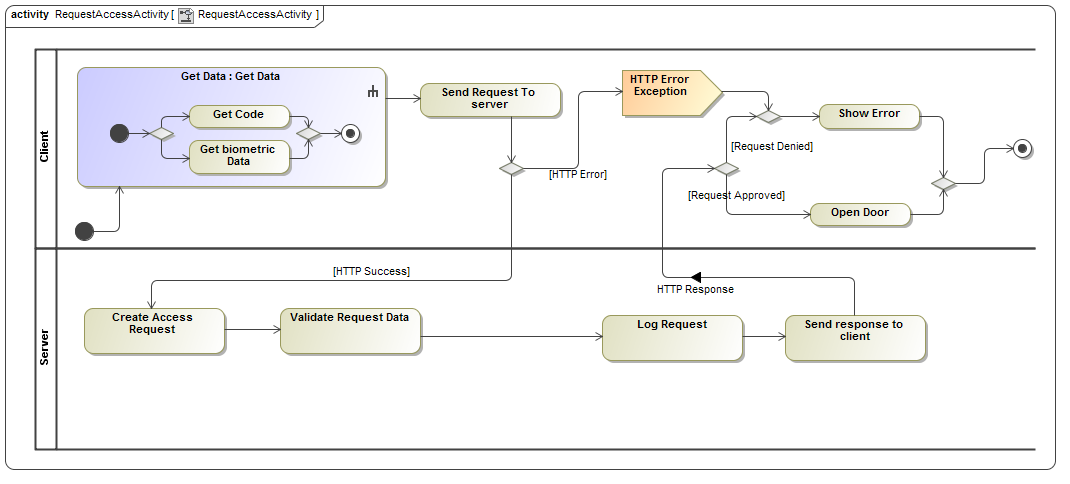 activity RequestAccessActivity [ RequestAccessActivity ]
Client
Get Data : Get Data
Get Code
Get biometric
Data
Send Request To
server
HTTP Error
Exception
[HTTP Error]
Show Error
[Request Denied]
[Request Approved]
Open Door
Server
[HTTP Success]
HTTP Response
Create Access
Request
Validate Request Data
Log Request
Send response to
client